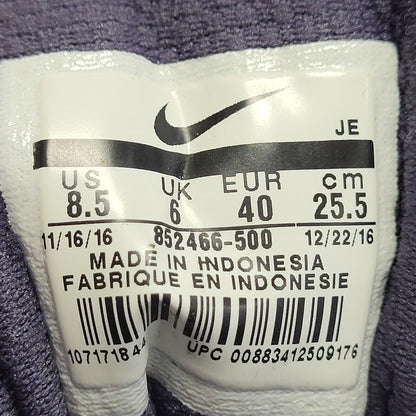 JE
US UK EUR cm
8.5 6 40 25.5
11/16/16 852466-500 12/22/16
MADE IN INDONESIA
FABRIQUE EN INDONESIE
UPC 00883412509176